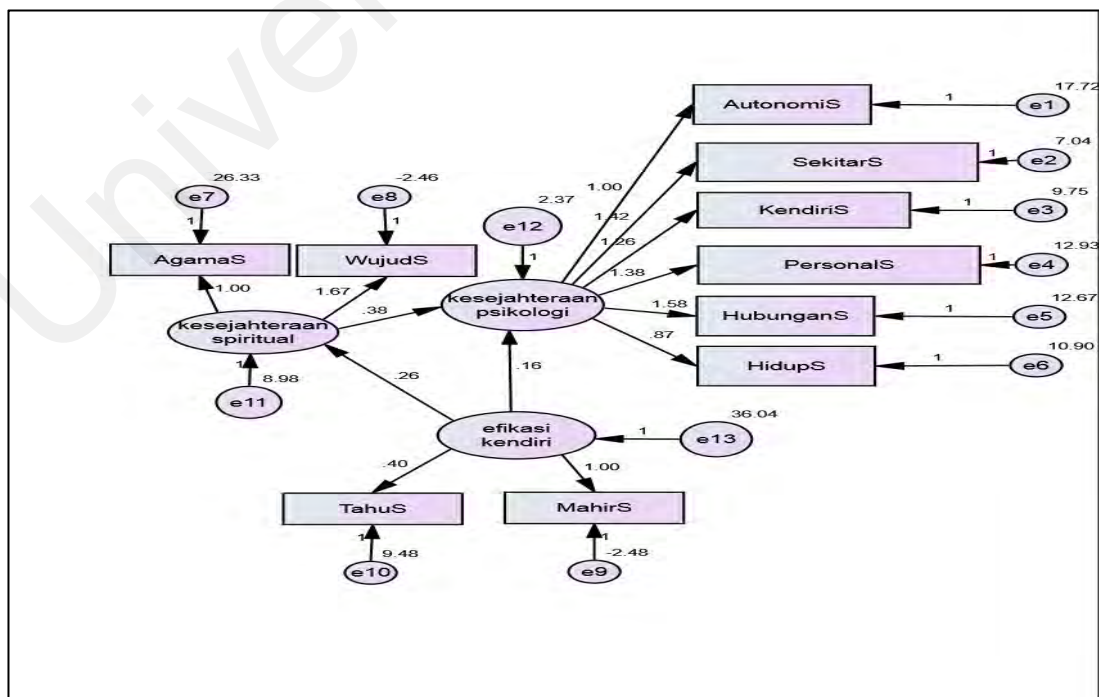 Univer
17.72
AutonomiS
1
e1
7.04
SekitarS
1
e2
26.33
e7
-2.46
e8
1.00
9.75
2.37
e12
1.42
KendiriS
1
e3
1
1
1
1.26
12.93
AgamaS
WujudS
1.38
PersonalS
1
e4
1.00
1.67
kesejahteraan
psikologi
12.67
.38
1.58
HubunganS
1
e5
kesejahteraan
spiritual
.87
10.90
HidupS
1
e6
1
8.98
.26
.16
e11
36.04
efikasi
kendiri
1
e13
.40
1.00
TahuS
MahirS
1
9.48
1
-2.48
e10
e9